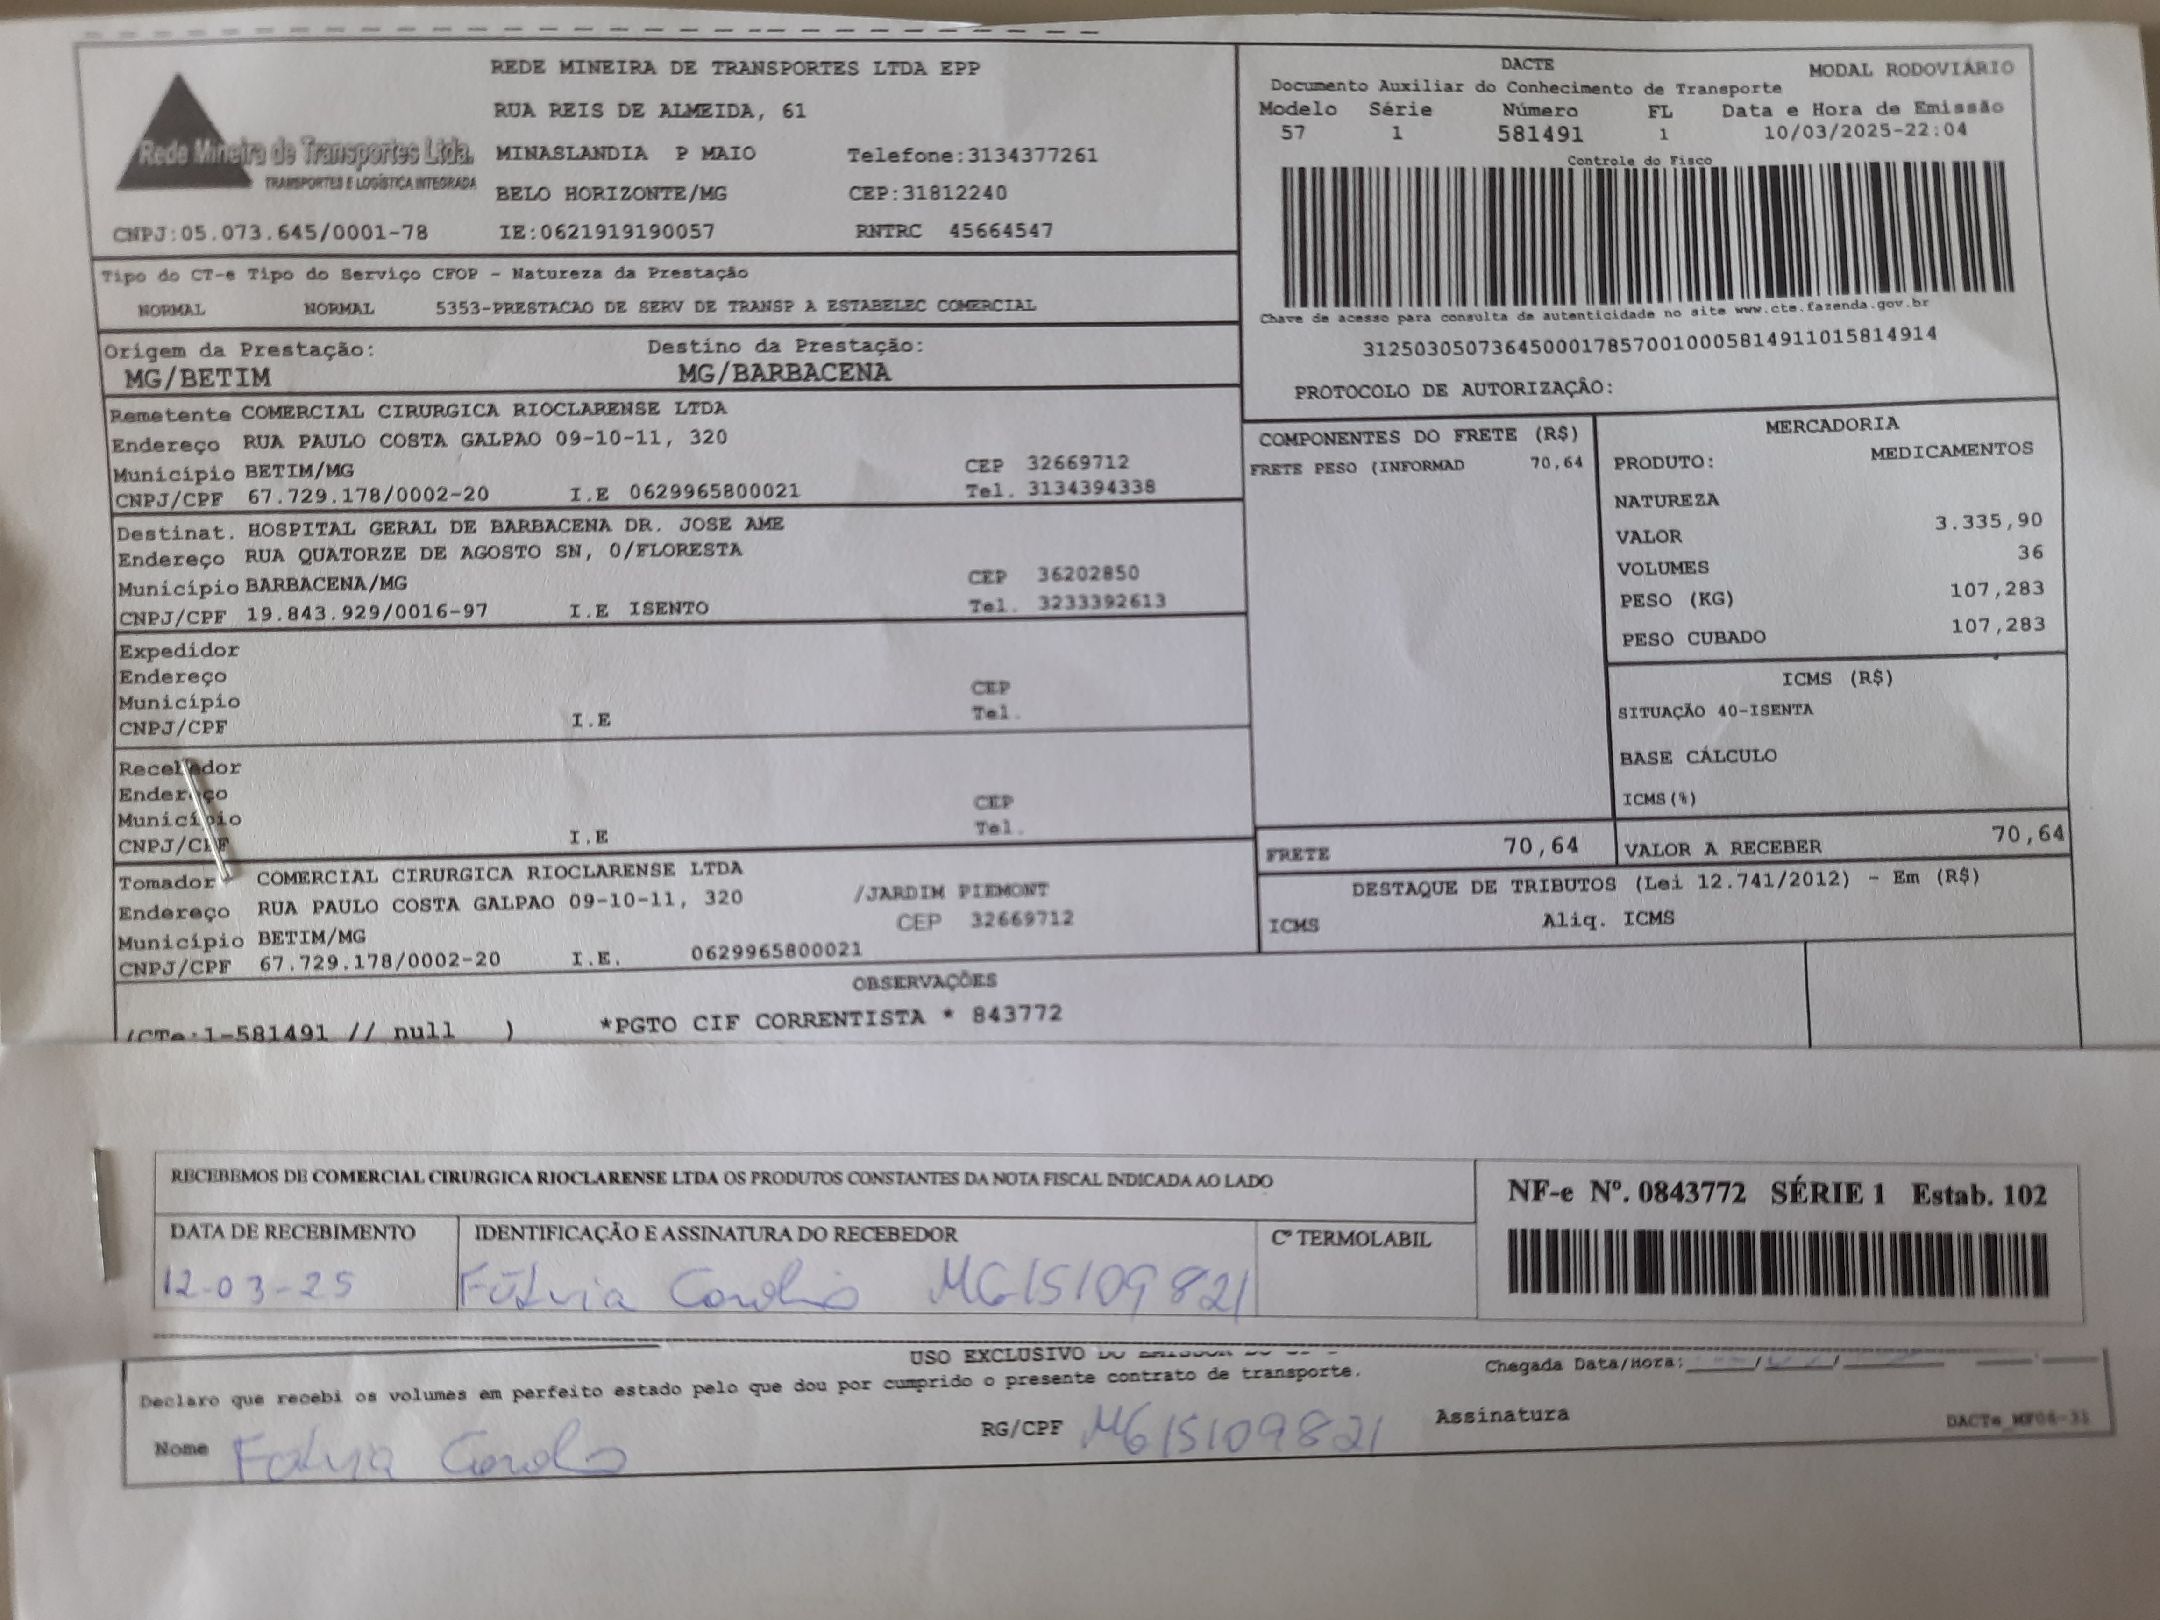 REDE MINEIRA DE TRANSPORTES LTDA EPP
RUA REIS DE ALMEIDA, 61
Rede Mineira de Transportes Ltda.
TRANSPORTES E LOGÍSTICA INTEGRADA
MINASLANDIA P MAIO Telefone:3134377261
BELO HORIZONTE/MG CEP:31812240
CNPJ:05.073.645/0001-78 IE:0621919190057 RNTRC 45664547
DACTE MODAL RODOVIÁRIO
Documento Auxiliar do Conhecimento de Transporte
Modelo Série Número FL Data e Hora de Emissão
57 1 581491 1 10/03/2025-22:04
Controle do Fisco
Chave de acesso para consulta de autenticidade no site www.cte.fazenda.gov.br
31250305073645000178570010005814911015814914
PROTOCOLO DE AUTORIZAÇÃO:
Tipo do CT-e Tipo do Serviço CFOP - Natureza da Prestação
NORMAL NORMAL 5353-PRESTACAO DE SERV DE TRANSP A ESTABELEC COMERCIAL
Origem da Prestação: Destino da Prestação:
MG/BETIM MG/BARBACENA
Remetente COMERCIAL CIRURGICA RIOCLARENSE LTDA
Endereço RUA PAULO COSTA GALPAO 09-10-11, 320
Município BETIM/MG CEP 32669712
CNPJ/CPF 67.729.178/0002-20 I.E 0629965800021 Tel. 3134394338
Destinat. HOSPITAL GERAL DE BARBACENA DR. JOSE AME
Endereço RUA QUATORZE DE AGOSTO SN, 0/FLORESTA
Município BARBACENA/MG CEP 36202850
CNPJ/CPF 19.843.929/0016-97 I.E ISENTO Tel. 3233392613
Expedidor
Endereço
Município CEP
CNPJ/CPF I.E Tel.
Recebedor
Endereço
Município CEP
CNPJ/CPF I.E Tel.
Tomador COMERCIAL CIRURGICA RIOCLARENSE LTDA
Endereço RUA PAULO COSTA GALPAO 09-10-11, 320 /JARDIM PIEMONT
Município BETIM/MG CEP 32669712
CNPJ/CPF 67.729.178/0002-20 I.E. 0629965800021
COMPONENTES DO FRETE (R$)
FRETE PESO (INFORMAD 70,64
MERCADORIA
PRODUTO: MEDICAMENTOS
NATUREZA
VALOR 3.335,90
VOLUMES 36
PESO (KG) 107,283
PESO CUBADO 107,283
ICMS (R$)
SITUAÇÃO 40-ISENTA
BASE CÁLCULO
ICMS(%)
FRETE 70,64 VALOR A RECEBER 70,64
DESTAQUE DE TRIBUTOS (Lei 12.741/2012) - Em (R$)
ICMS Aliq. ICMS
OBSERVAÇÕES
(CTe:1-581491 // null ) *PGTO CIF CORRENTISTA * 843772
RECEBEMOS DE COMERCIAL CIRURGICA RIOCLARENSE LTDA OS PRODUTOS CONSTANTES DA NOTA FISCAL INDICADA AO LADO
NF-e Nº. 0843772 SÉRIE 1 Estab. 102
DATA DE RECEBIMENTO IDENTIFICAÇÃO E ASSINATURA DO RECEBEDOR Cº TERMOLABIL
12-03-25 MG15109821
USO EXCLUSIVO DO EMISSOR DO
Chegada Data/Hora:
Declaro que recebi os volumes em perfeito estado pelo que dou por cumprido o presente contrato de transporte.
Nome RG/CPF MG15109821 Assinatura